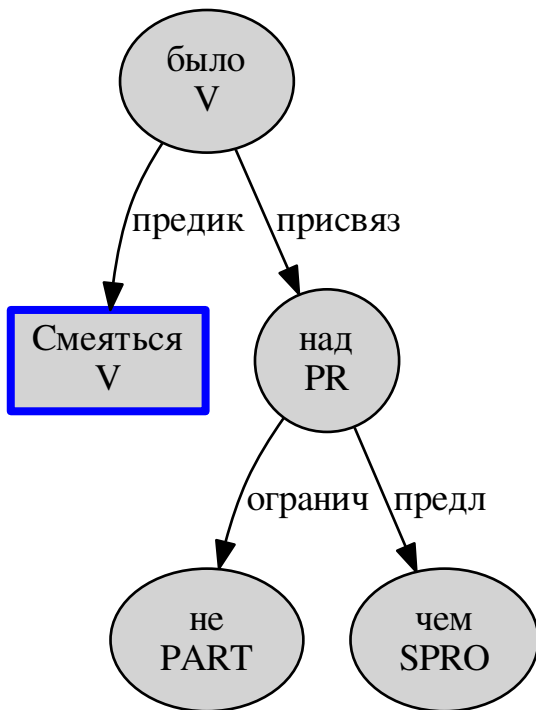 было
V
предик
присвяз
Смеяться
V
над
PR
огранич
предл
не
PART
чем
SPRO